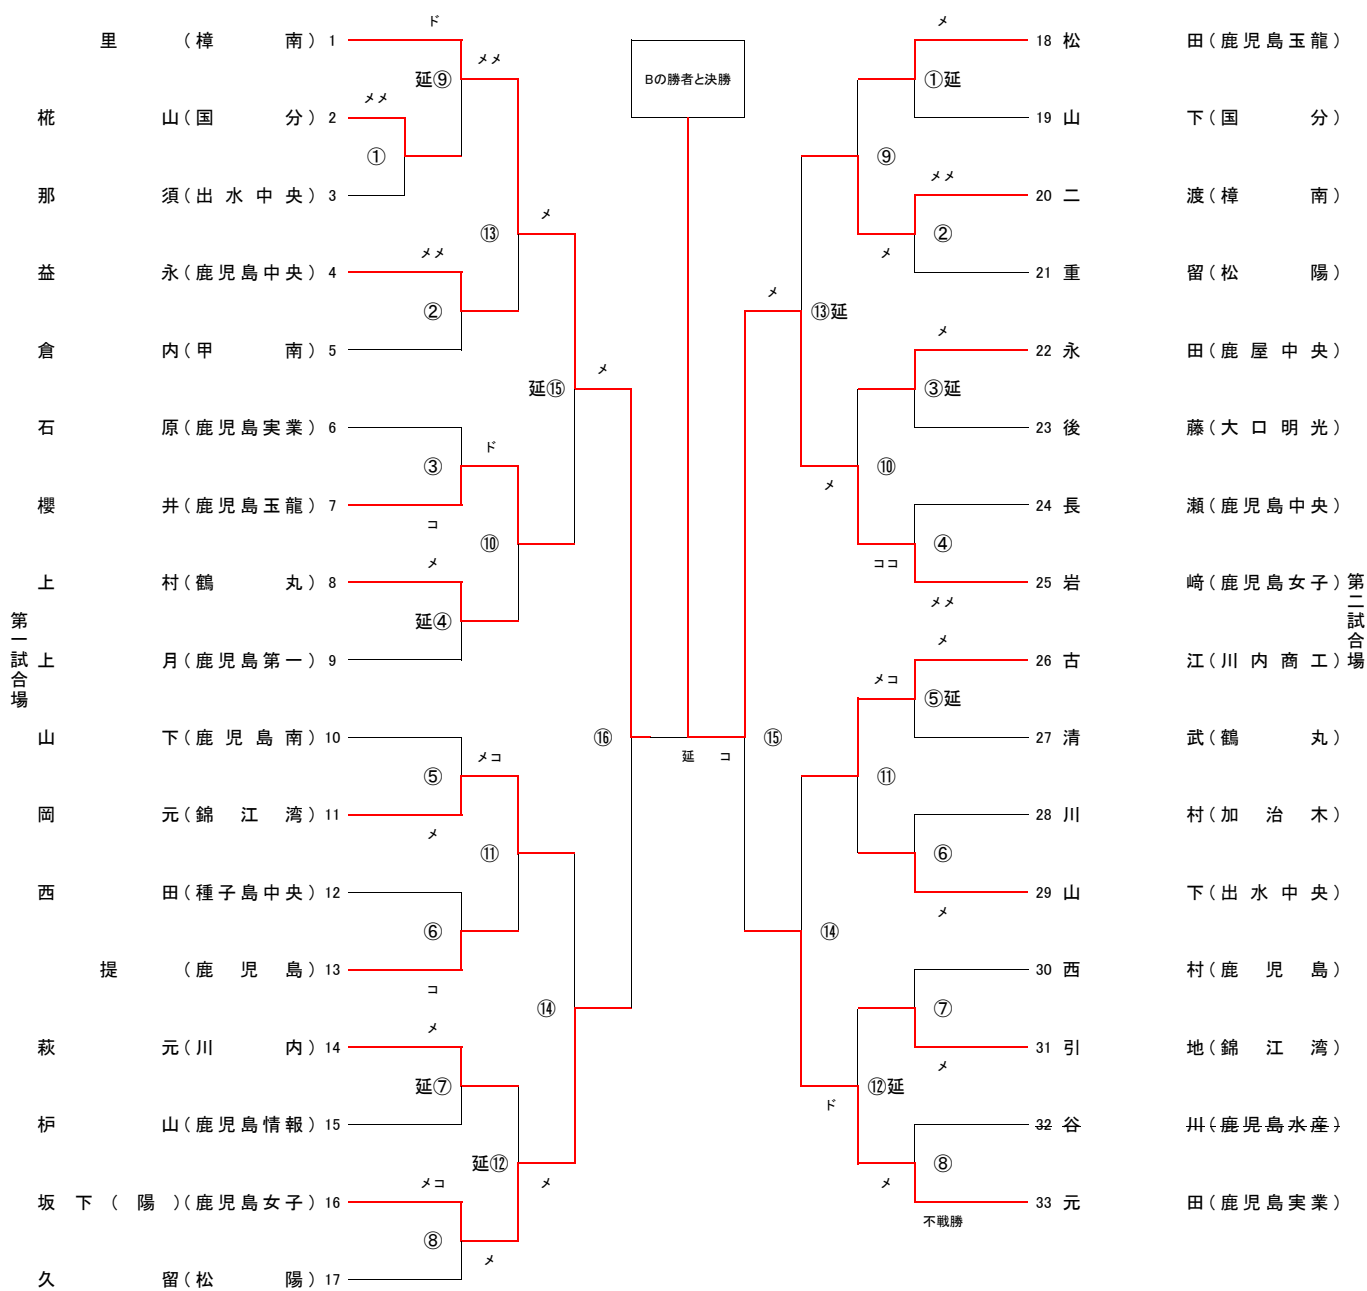 第一試合場
里 (樟南) 1
椛山(国分) 2
那須(出水中央) 3
益永(鹿児島中央) 4
倉内(甲南) 5
石原(鹿児島実業) 6
櫻井(鹿児島玉龍) 7
上村(鶴丸) 8
上月(鹿児島第一) 9
山下(鹿児島南) 10
岡元(錦江湾) 11
西田(種子島中央) 12
提 (鹿児島) 13
萩元(川内) 14
枦山(鹿児島情報) 15
坂下(陽)(鹿児島女子) 16
久留(松陽) 17
ド
延⑨
メメ
メメ
①
⑬
メ
メメ
②
延⑮
メ
③
ド
コ
⑩
メ
延④
⑯
メコ
⑤
メ
⑪
⑥
コ
⑭
メ
延⑦
延⑫
メ
メコ
⑧
メ
Bの勝者と決勝
延 コ
メ
①延
⑨
メメ
②
メ
メ
⑬延
メ
③延
⑩
メ
④
ココ
メメ
メ
メコ
⑤延
⑮
⑪
⑥
メ
⑭
⑦
メ
⑫延
ド
⑧
メ
不戦勝
18 松田(鹿児島玉龍)
19 山下(国分)
20 二渡(樟南)
21 重留(松陽)
22 永田(鹿屋中央)
23 後藤(大口明光)
24 長瀬(鹿児島中央)
25 岩﨑(鹿児島女子)
26 古江(川内商工)
27 清武(鶴丸)
28 川村(加治木)
29 山下(出水中央)
30 西村(鹿児島)
31 引地(錦江湾)
32 谷川(鹿児島水産)
33 元田(鹿児島実業)
第二試合場